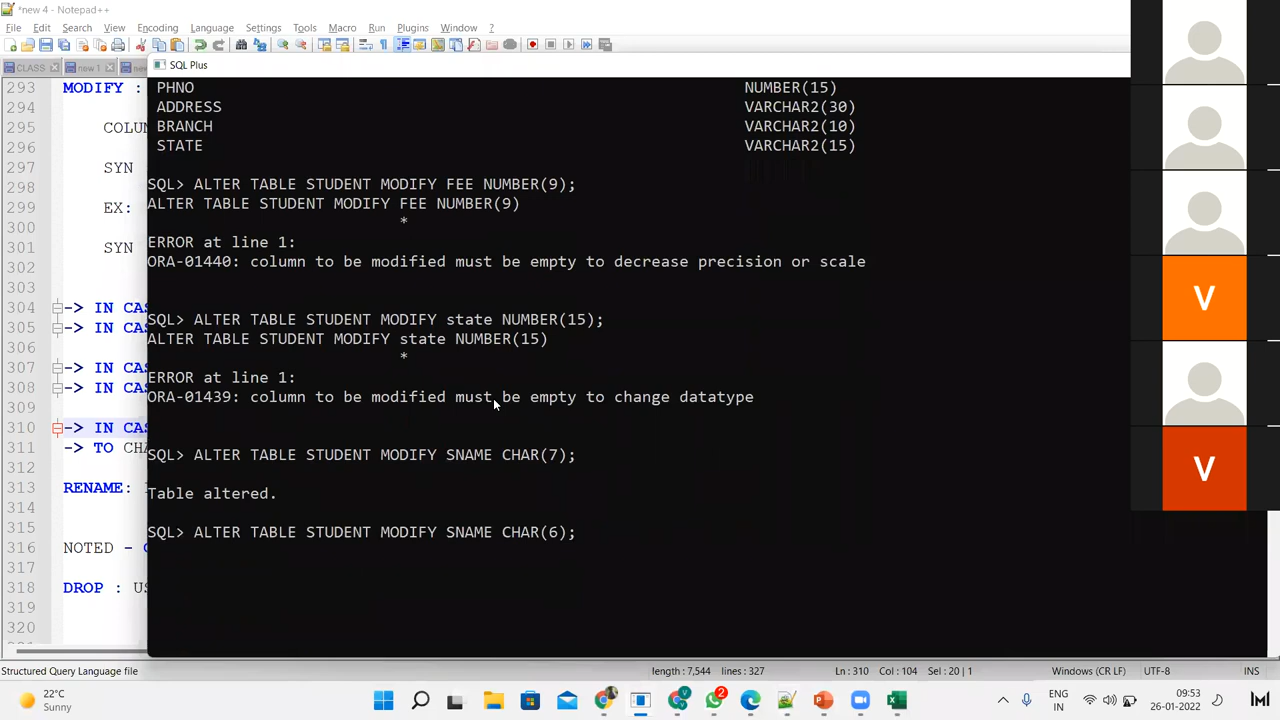 *new 4 - Notepad++
File Edit Search View Encoding Language Settings Tools Macro Run Plugins Window ?
CLASS new 1
SQL Plus
293 MODIFY :
294
295 COLUM
296
297 SYN
298
299 EX:
300
301 SYN
302
303
304 -> IN CAS
305 -> IN CAS
306
307 -> IN CAS
308 -> IN CAS
309
310 -> IN CAS
311 -> TO CHA
312
313 RENAME:
314
315
316 NOTED -
317
318 DROP : US
319
320
PHNO NUMBER(15)
ADDRESS VARCHAR2(30)
BRANCH VARCHAR2(10)
STATE VARCHAR2(15)
SQL> ALTER TABLE STUDENT MODIFY FEE NUMBER(9);
ALTER TABLE STUDENT MODIFY FEE NUMBER(9)
*
ERROR at line 1:
ORA-01440: column to be modified must be empty to decrease precision or scale
SQL> ALTER TABLE STUDENT MODIFY state NUMBER(15);
ALTER TABLE STUDENT MODIFY state NUMBER(15)
*
ERROR at line 1:
ORA-01439: column to be modified must be empty to change datatype
SQL> ALTER TABLE STUDENT MODIFY SNAME CHAR(7);
Table altered.
SQL> ALTER TABLE STUDENT MODIFY SNAME CHAR(6);
V
V
Structured Query Language file length : 7,544 lines : 327 Ln : 310 Col : 104 Sel : 20 | 1 Windows (CR LF) UTF-8 INS
22°C
Sunny
2
ENG
IN
09:53
26-01-2022